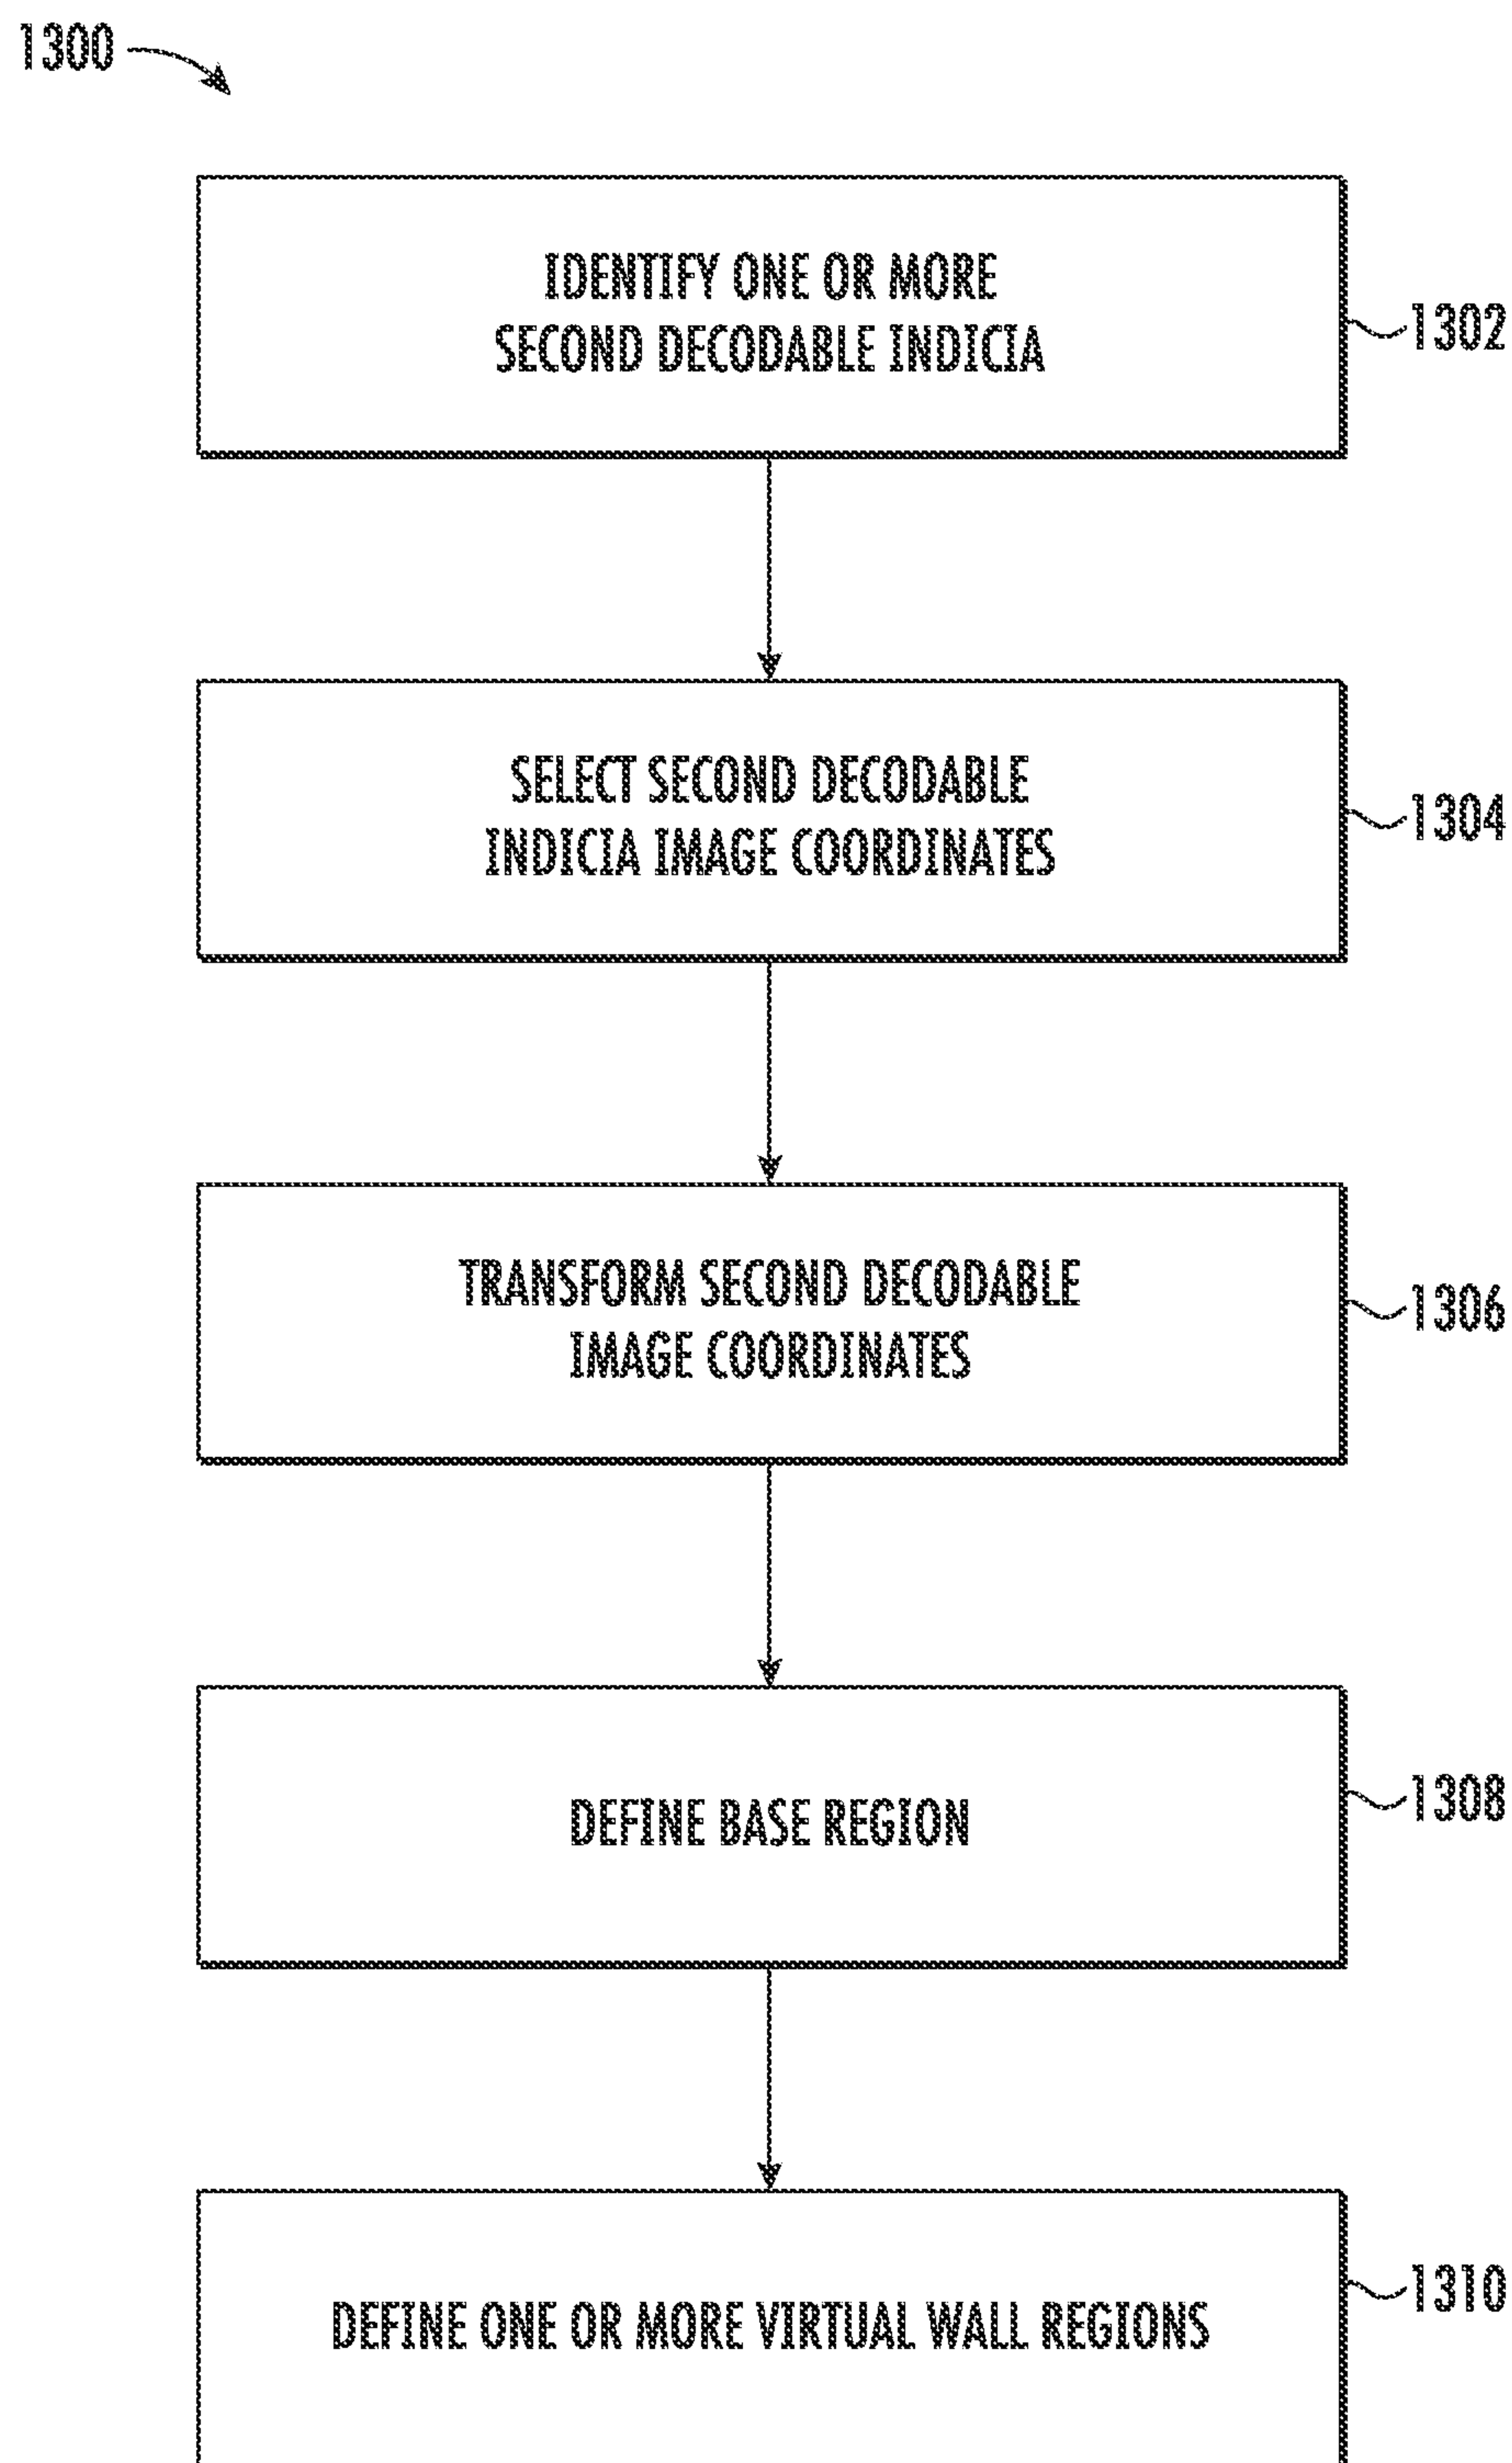 1300
IDENTIFY ONE OR MORE
SECOND DECODABLE INDICIA
1302
SELECT SECOND DECODABLE
INDICIA IMAGE COORDINATES
1304
TRANSFORM SECOND DECODABLE
IMAGE COORDINATES
1306
DEFINE BASE REGION
1308
DEFINE ONE OR MORE VIRTUAL WALL REGIONS
1310